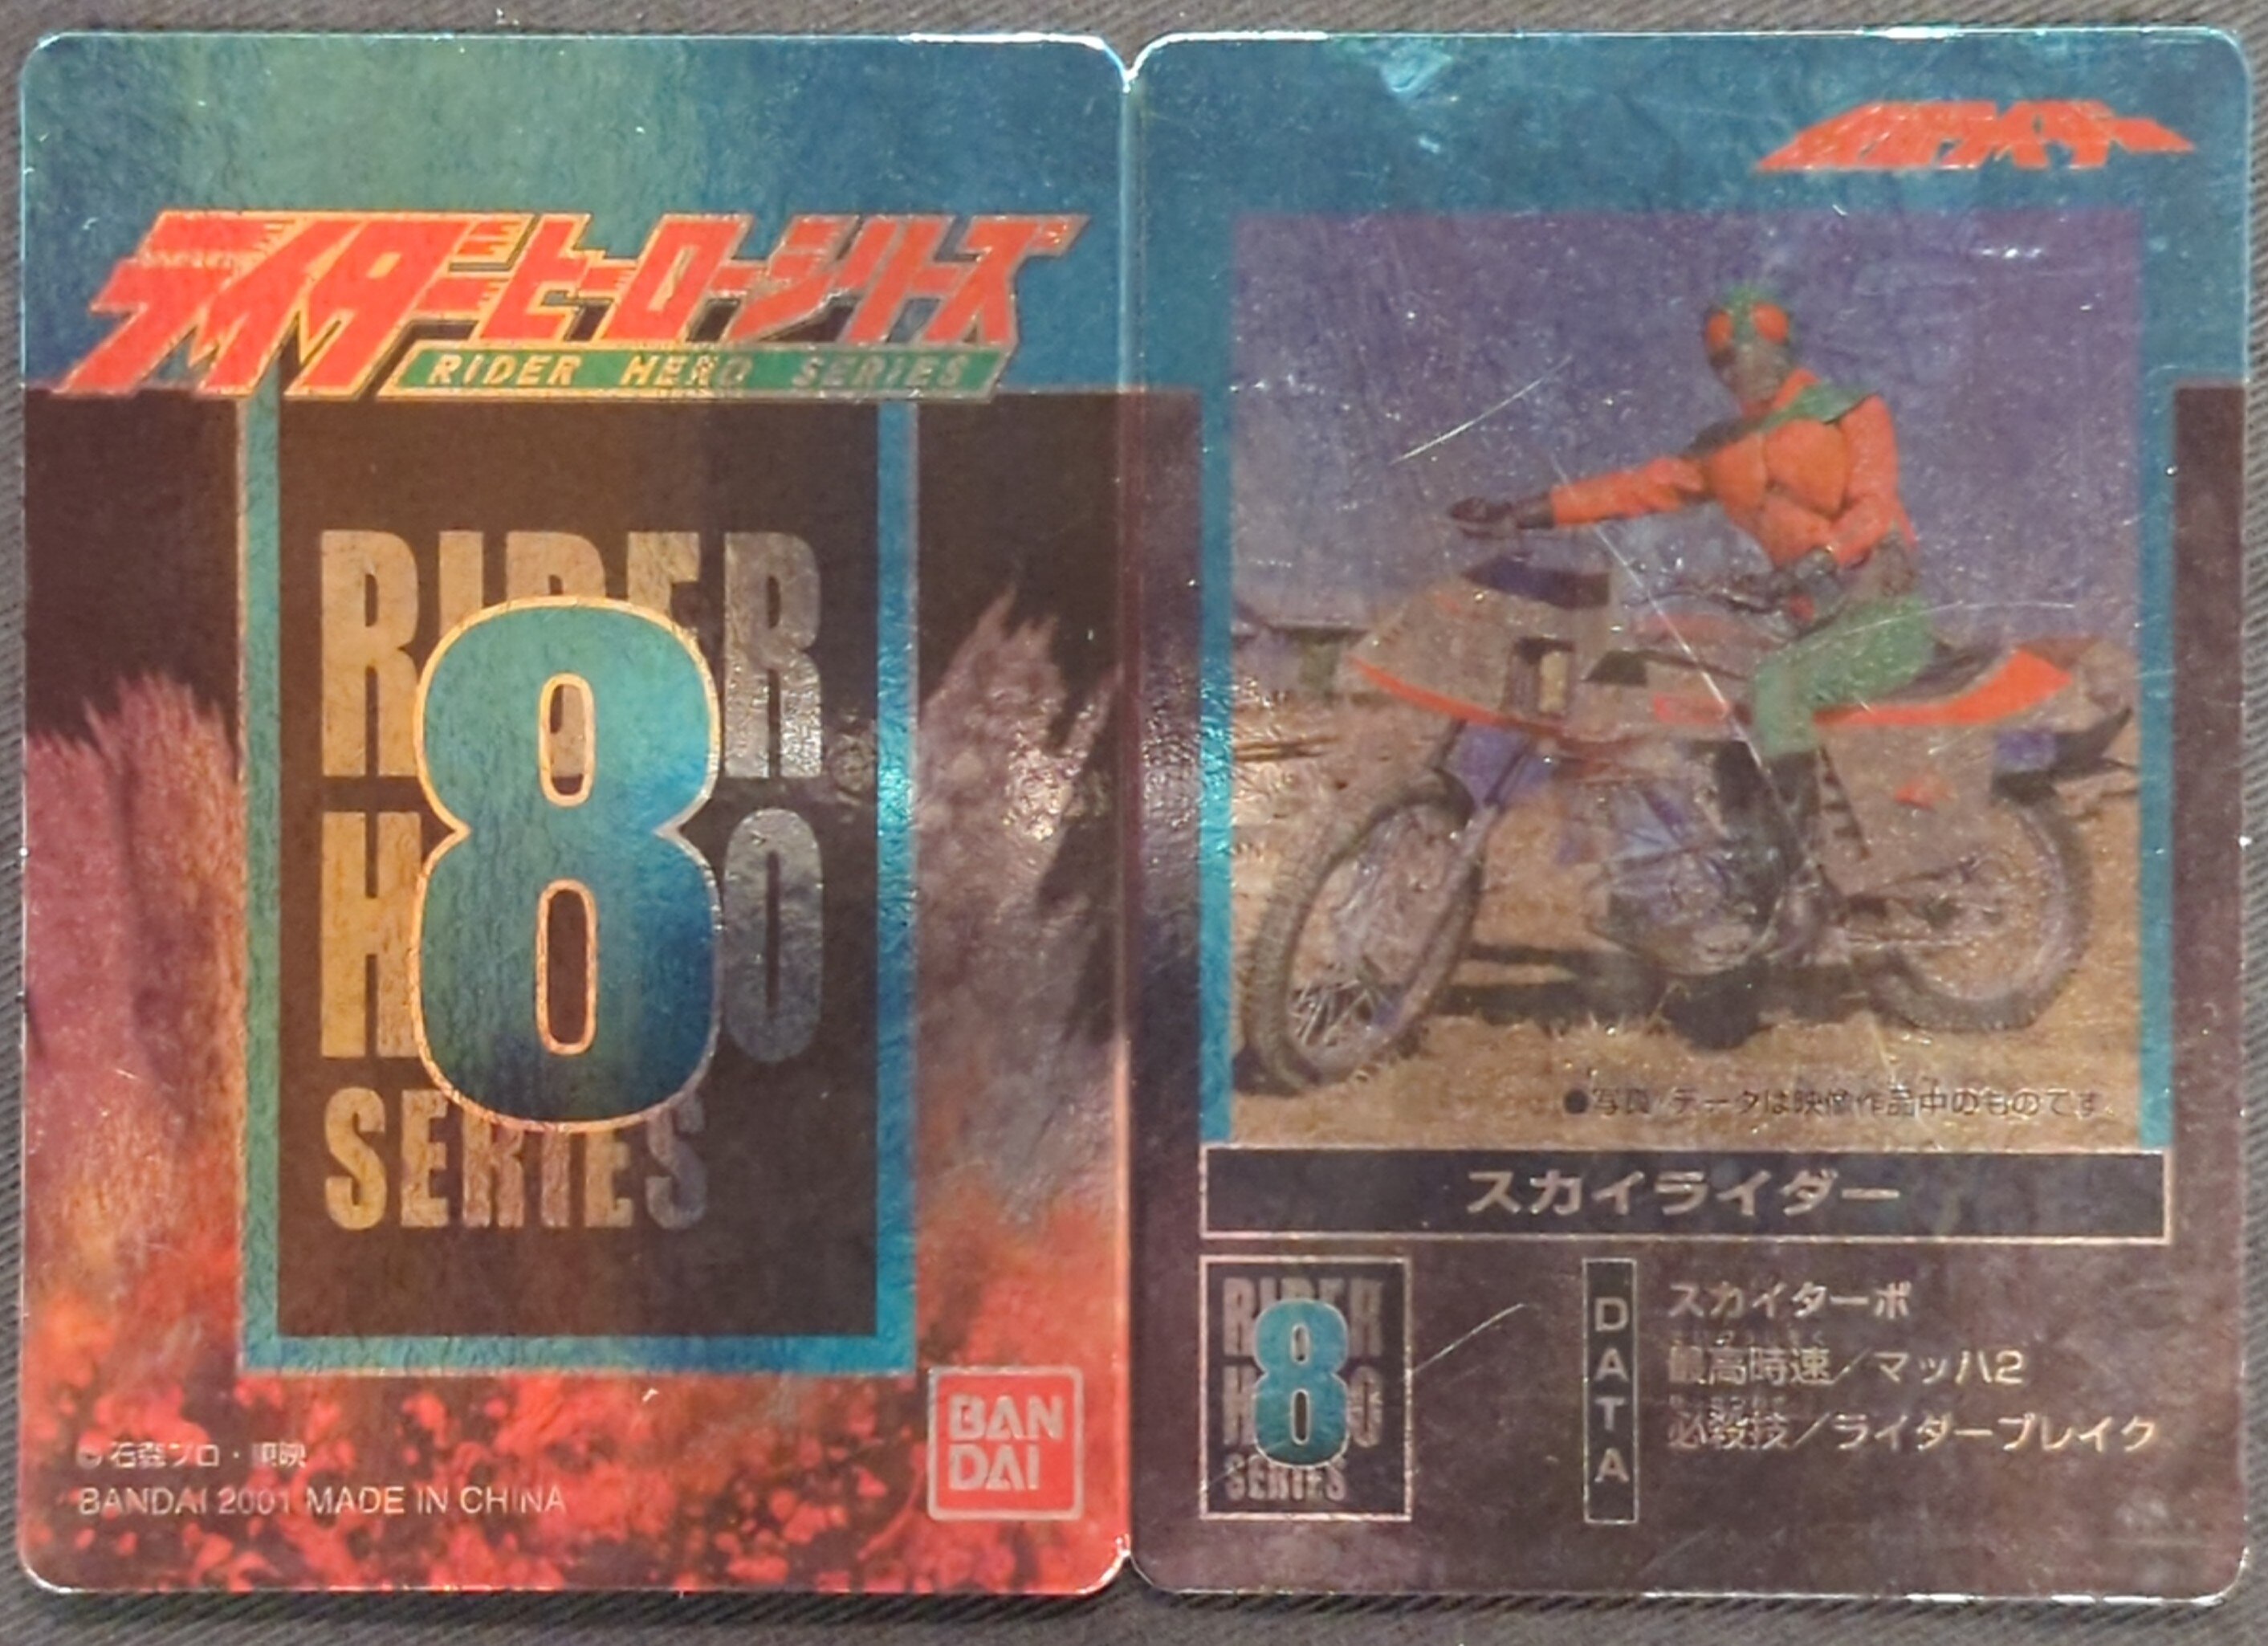 ライダーヒーローシリーズ
RIDER HERO SERIES
RIDER
HERO
SERIES
8
©石森プロ・東映
BANDAI 2001 MADE IN CHINA
BAN
DAI
仮面ライダー
●写真/データは映像作品中のものです
スカイライダー
RIDER
HERO
SERIES
8
DATA
スカイターボ
最高時速/マッハ2
必殺技/ライダーブレイク